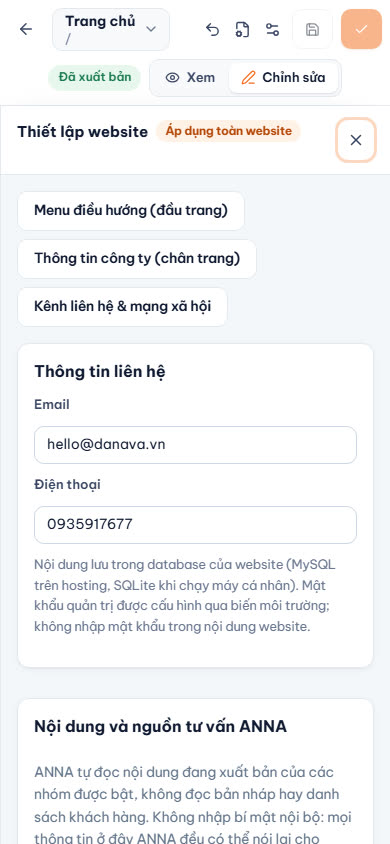 Trang chủ
/
Đã xuất bản
Xem
Chỉnh sửa
Thiết lập website
Áp dụng toàn website
Menu điều hướng (đầu trang)
Thông tin công ty (chân trang)
Kênh liên hệ & mạng xã hội
Thông tin liên hệ
Email
hello@danava.vn
Điện thoại
0935917677
Nội dung lưu trong database của website (MySQL
trên hosting, SQLite khi chạy máy cá nhân). Mật
khẩu quản trị được cấu hình qua biến môi trường;
không nhập mật khẩu trong nội dung website.
Nội dung và nguồn tư vấn ANNA
ANNA tự đọc nội dung đang xuất bản của các
nhóm được bật, không đọc bản nháp hay danh
sách khách hàng. Không nhập bí mật nội bộ: mọi
thông tin ở đây ANNA đều có thể nói lại cho